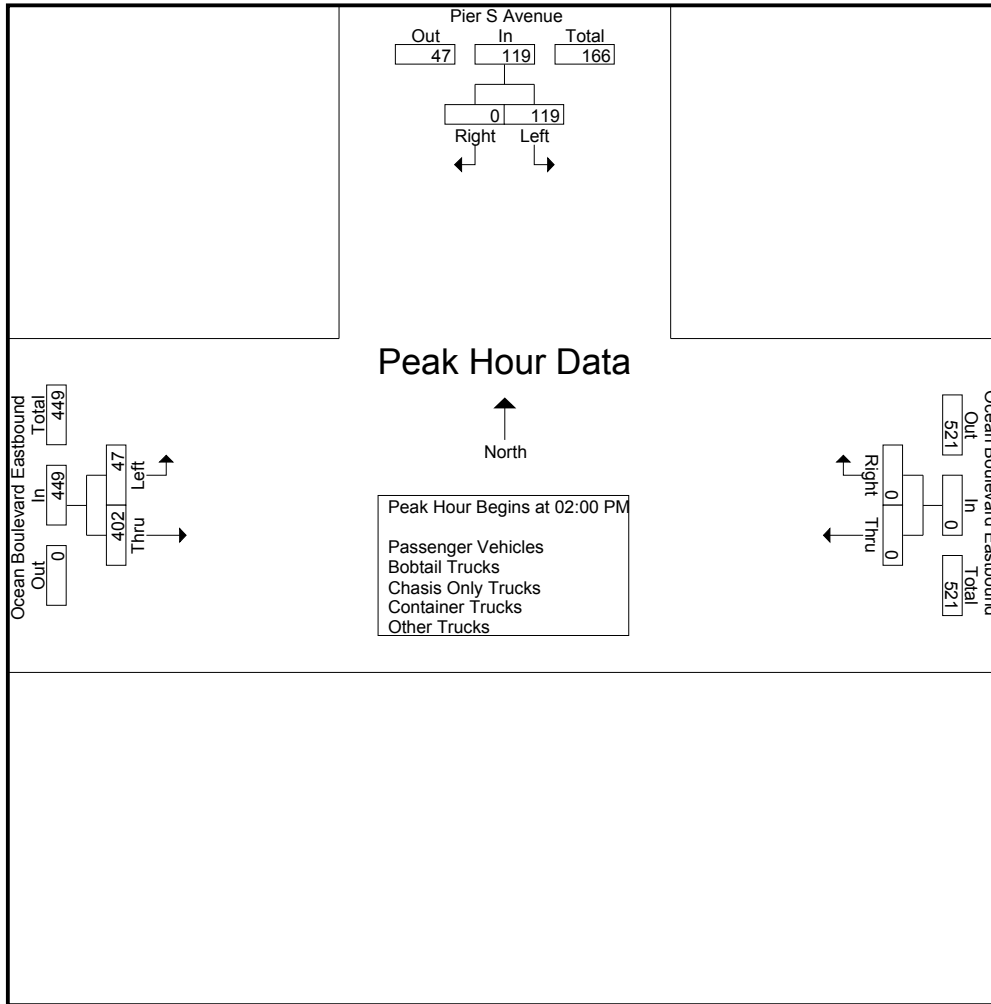 Pier S Avenue
Out In Total
47 119 166
0 119
Right Left
Peak Hour Data
North
Peak Hour Begins at 02:00 PM
Passenger Vehicles
Bobtail Trucks
Chasis Only Trucks
Container Trucks
Other Trucks
Ocean Boulevard Eastbound
Total In Out
449 449 0
47 402
Left Thru
Ocean Boulevard Eastbound
Out In Total
521 0 521
0 0
Right Thru